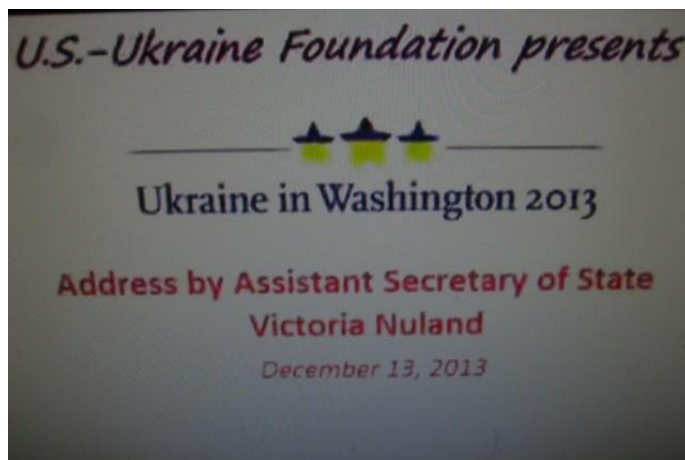 U.S.-Ukraine Foundation presents
Ukraine in Washington 2013
Address by Assistant Secretary of State
Victoria Nuland
December 13, 2013